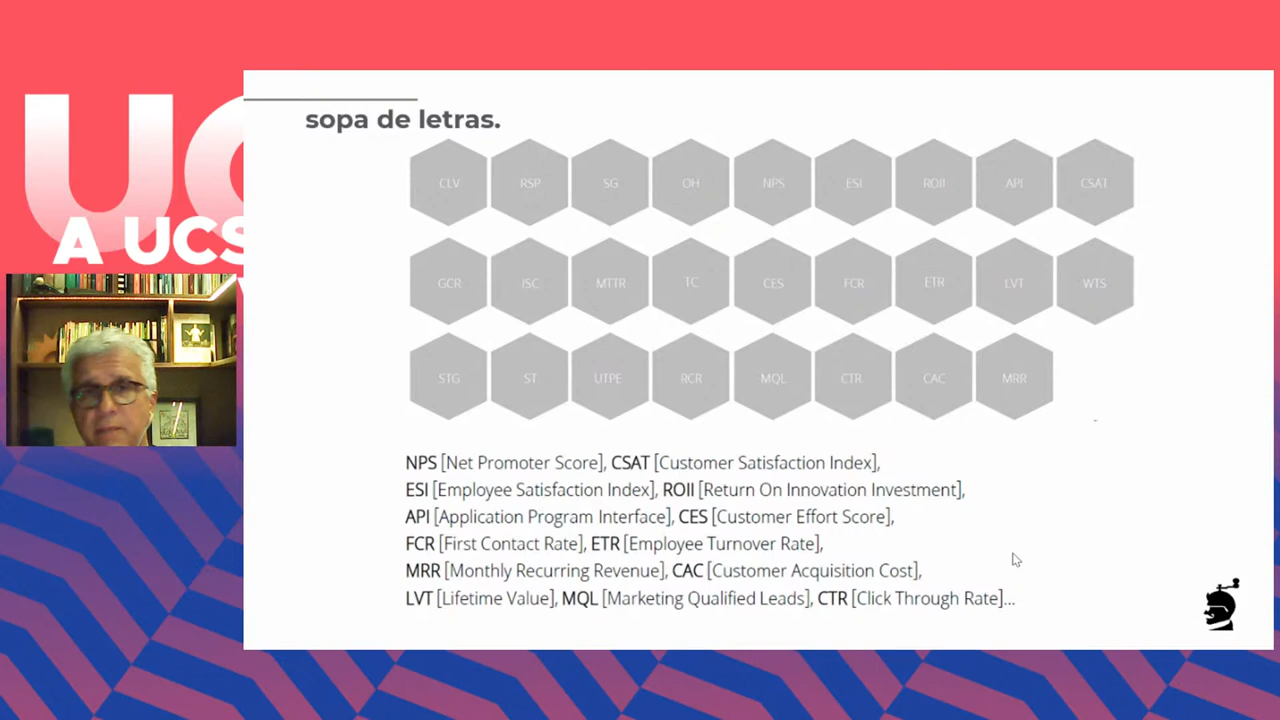 UC
A UCS
sopa de letras.
CLV RSP SG OH NPS ESI ROII API CSAT
GCR ISC MTTR TC CES FCR ETR LVT WTS
STG ST UTPE RCR MQL CTR CAC MRR
NPS [Net Promoter Score], CSAT [Customer Satisfaction Index],
ESI [Employee Satisfaction Index], ROII [Return On Innovation Investment],
API [Application Program Interface], CES [Customer Effort Score],
FCR [First Contact Rate], ETR [Employee Turnover Rate],
MRR [Monthly Recurring Revenue], CAC [Customer Acquisition Cost],
LVT [Lifetime Value], MQL [Marketing Qualified Leads], CTR [Click Through Rate]...